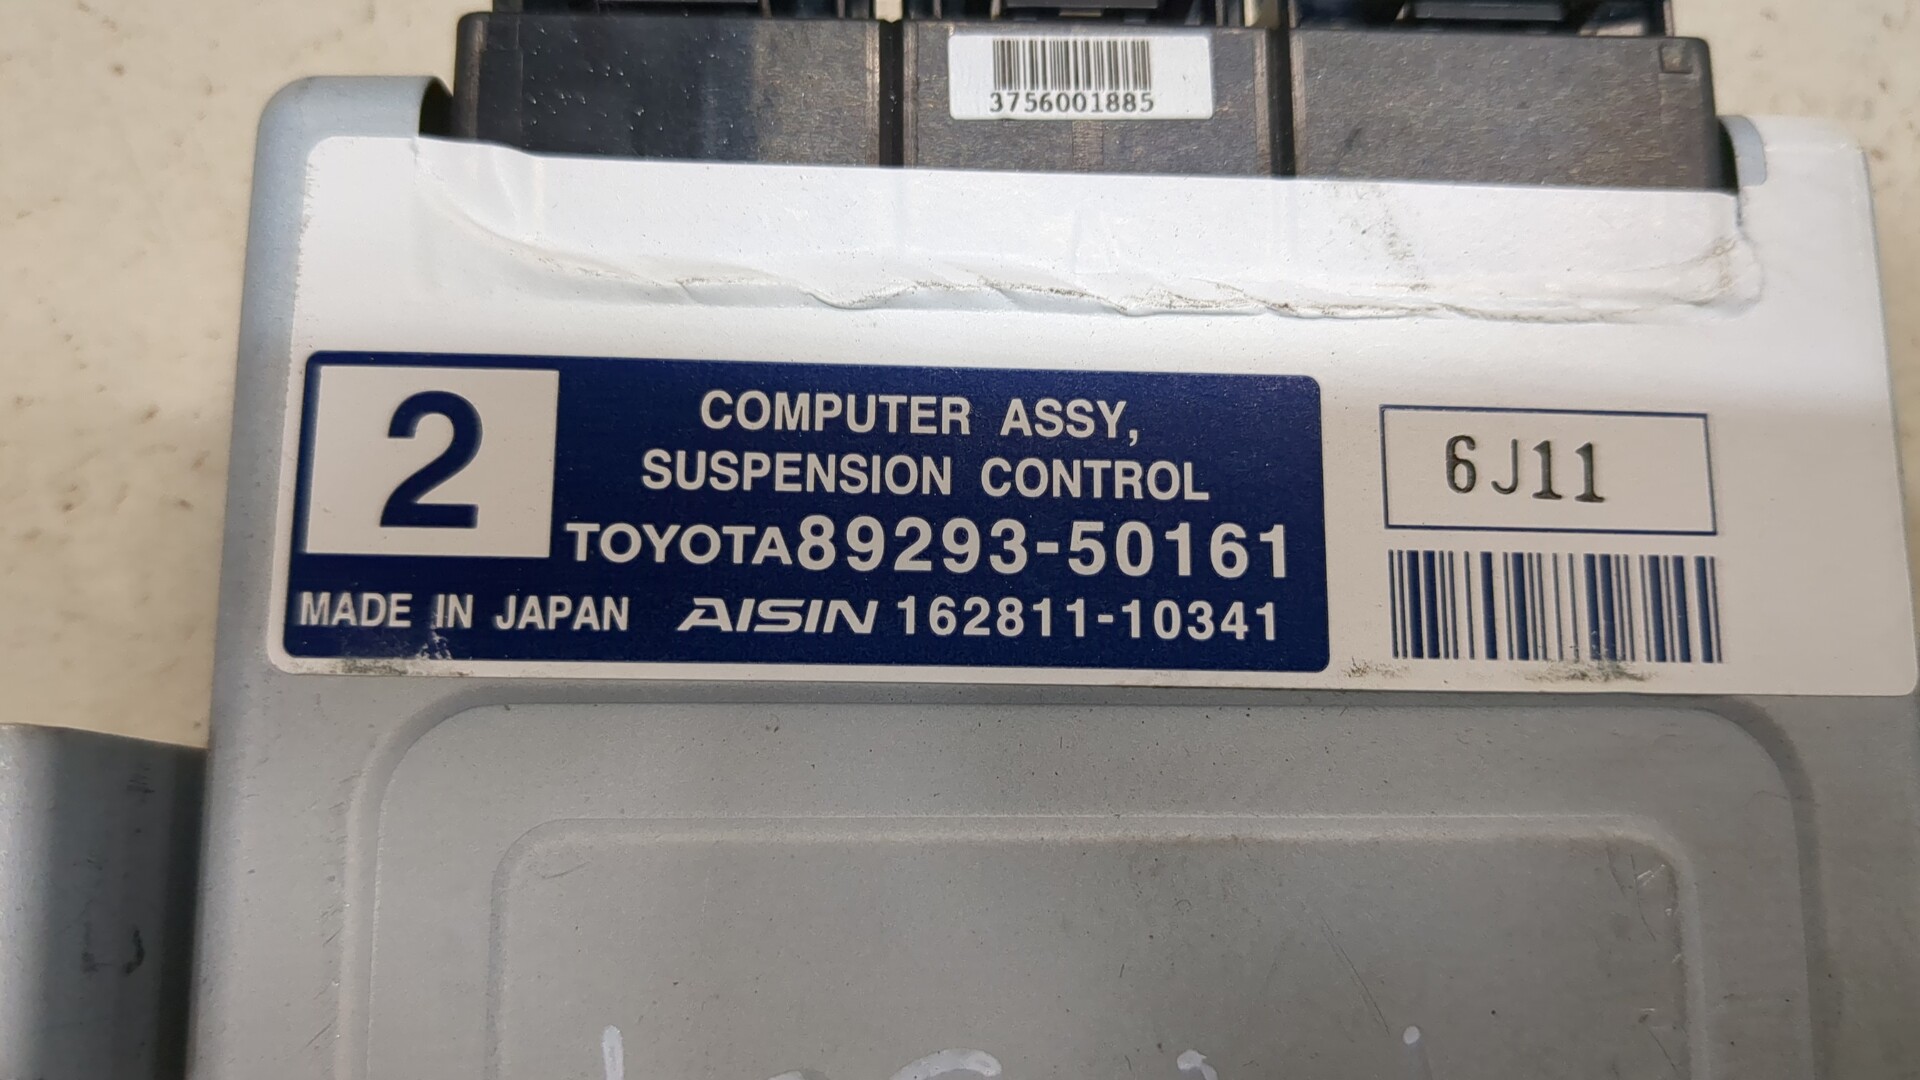 3756001885
2
COMPUTER ASSY,
SUSPENSION CONTROL
TOYOTA 89293-50161
MADE IN JAPAN AISIN 162811-10341
6J11